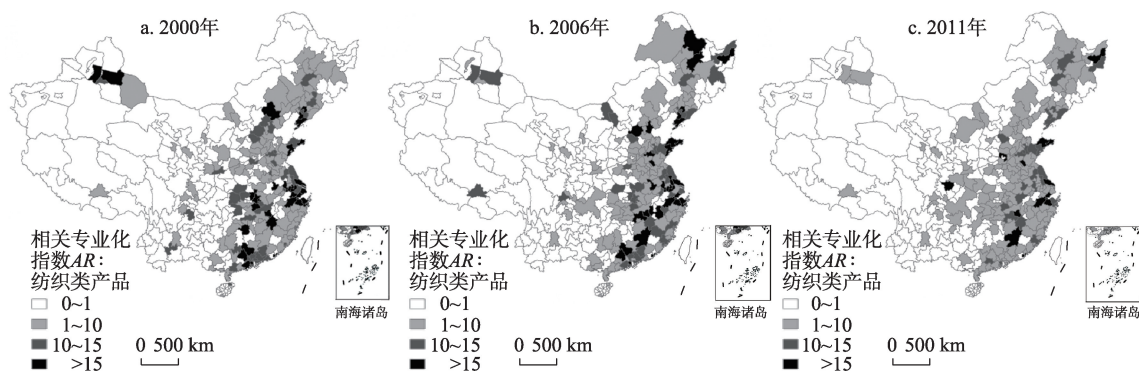 a. 2000年
相关专业化
指数AR：
纺织类产品
0~1
1~10
10~15
>15
0 500 km
南海诸岛
b. 2006年
相关专业化
指数AR：
纺织类产品
0~1
1~10
10~15
>15
0 500 km
南海诸岛
c. 2011年
相关专业化
指数AR：
纺织类产品
0~1
1~10
10~15
>15
0 500 km
南海诸岛